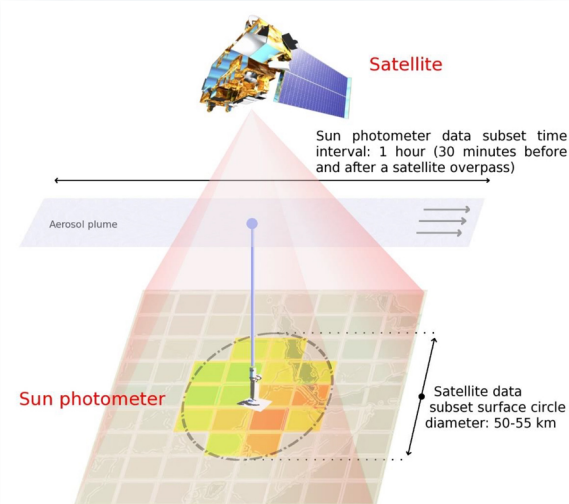 Satellite
Sun photometer data subset time
interval: 1 hour (30 minutes before
and after a satellite overpass)
Aerosol plume
Sun photometer
Satellite data
subset surface circle
diameter: 50-55 km